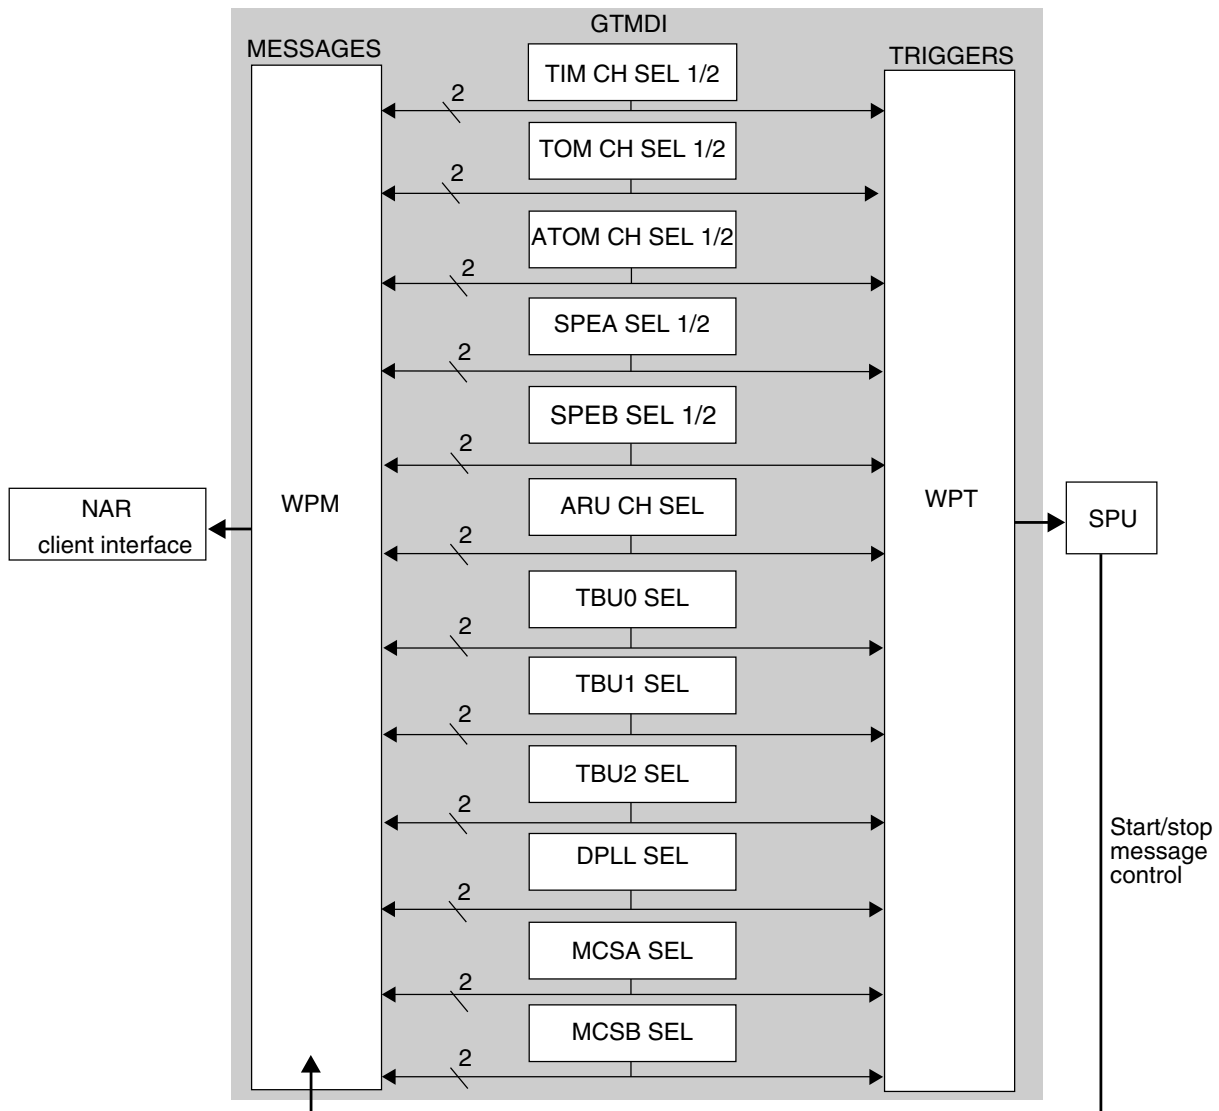 GTMDI
MESSAGES
TRIGGERS
TIM CH SEL 1/2
2
TOM CH SEL 1/2
2
ATOM CH SEL 1/2
2
SPEA SEL 1/2
2
SPEB SEL 1/2
2
ARU CH SEL
2
WPM
WPT
NAR
client interface
SPU
TBU0 SEL
2
TBU1 SEL
2
TBU2 SEL
2
DPLL SEL
2
MCSA SEL
2
MCSB SEL
2
Start/stop
message
control